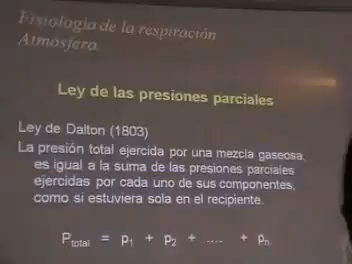 Fisiología de la respiración
Atmósfera
Ley de las presiones parciales
Ley de Dalton (1803)
La presión total ejercida por una mezcla gaseosa,
es igual a la suma de las presiones parciales
ejercidas por cada uno de sus componentes,
como si estuviera sola en el recipiente.
P total = p1 + p2 + .... + pn